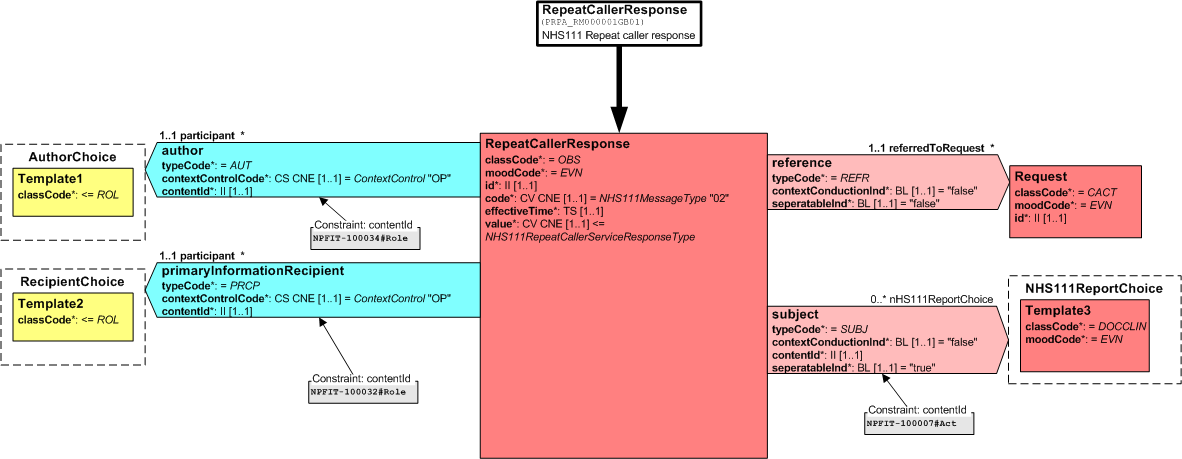 RepeatCallerResponse
(PRPA_RM000001GB01)
NHS111 Repeat caller response
1..1 participant *
author
typeCode*: = AUT
contextControlCode*: CS CNE [1..1] = ContextControl "OP"
contentId*: II [1..1]
Constraint: contentId
NPFIT-100034#Role
AuthorChoice
Template1
classCode*: <= ROL
1..1 participant *
primaryInformationRecipient
typeCode*: = PRCP
contextControlCode*: CS CNE [1..1] = ContextControl "OP"
contentId*: II [1..1]
Constraint: contentId
NPFIT-100032#Role
RecipientChoice
Template2
classCode*: <= ROL
RepeatCallerResponse
classCode*: = OBS
moodCode*: = EVN
id*: II [1..1]
code*: CV CNE [1..1] = NHS111MessageType "02"
effectiveTime*: TS [1..1]
value*: CV CNE [1..1] <=
NHS111RepeatCallerServiceResponseType
1..1 referredToRequest *
reference
typeCode*: = REFR
contextConductionInd*: BL [1..1] = "false"
seperatableInd*: BL [1..1] = "false"
Request
classCode*: = CACT
moodCode*: = EVN
id*: II [1..1]
0..* nHS111ReportChoice
subject
typeCode*: = SUBJ
contextConductionInd*: BL [1..1] = "false"
contentId*: II [1..1]
seperatableInd*: BL [1..1] = "true"
Constraint: contentId
NPFIT-100007#Act
NHS111ReportChoice
Template3
classCode*: = DOCCLIN
moodCode*: = EVN